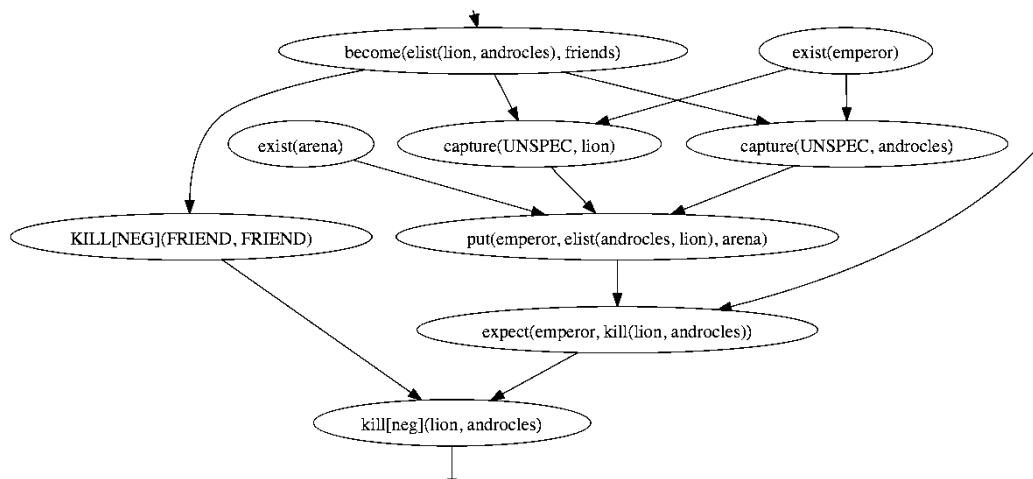 become(elist(lion, androcles), friends)
exist(emperor)
exist(arena)
capture(UNSPEC, lion)
capture(UNSPEC, androcles)
KILL[NEG](FRIEND, FRIEND)
put(emperor, elist(androcles, lion), arena)
expect(emperor, kill(lion, androcles))
kill[neg](lion, androcles)